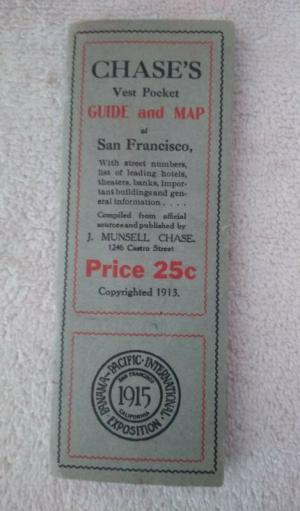 CHASE'S
Vest Pocket
GUIDE and MAP
of
San Francisco,
With street numbers,
list of leading hotels,
theaters, banks, impor-
tant buildings and gen-
eral information . . . .
Compiled from official
sources and published by
J. MUNSELL CHASE.
1246 Castro Street
Price 25c
Copyrighted 1913.
PANAMA-PACIFIC-INTERNATIONAL
EXPOSITION
SAN FRANCISCO
1915
CALIFORNIA